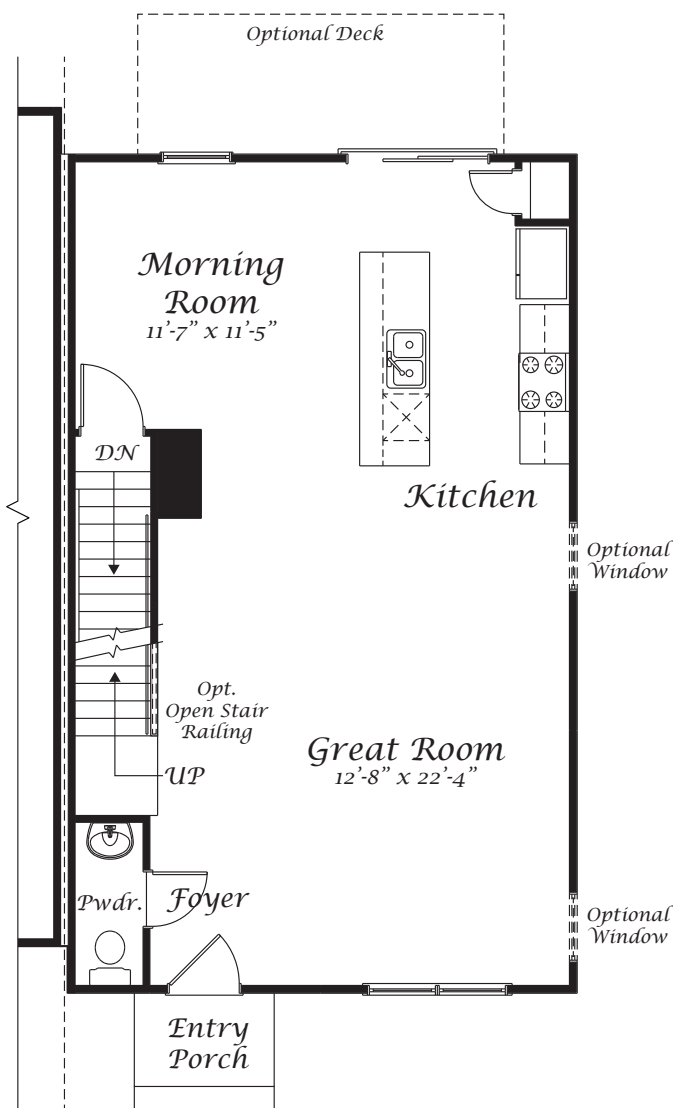 Optional Deck
Morning
Room
11'-7" x 11'-5"
DN
Kitchen
Optional
Window
Opt.
Open Stair
Railing
Great Room
12'-8" x 22'-4"
UP
Pwdr.
Foyer
Optional
Window
Entry
Porch